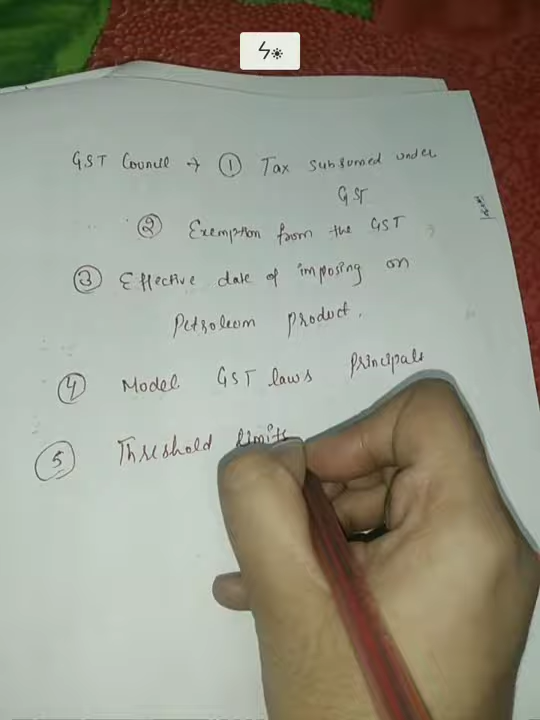 GST Council → ① Tax subsumed under
GST
② Exemption from the GST
③ Effective date of imposing on
Petroleum product.
④ Model GST laws principals
⑤ Threshold limits